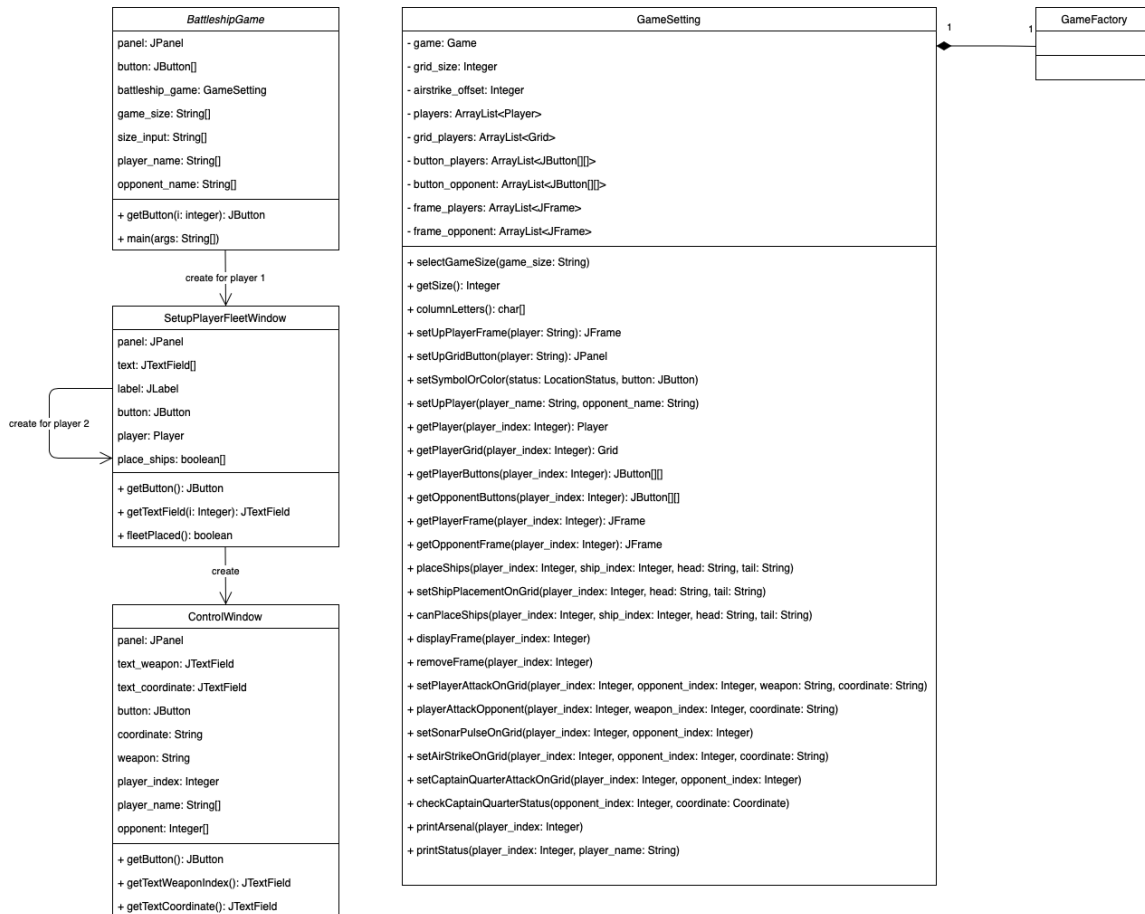 BattleshipGame
panel: JPanel
button: JButton[]
battleship_game: GameSetting
game_size: String[]
size_input: String[]
player_name: String[]
opponent_name: String[]
+ getButton(i: integer): JButton
+ main(args: String[])
create for player 1
SetupPlayerFleetWindow
panel: JPanel
text: JTextField[]
label: JLabel
button: JButton
player: Player
place_ships: boolean[]
+ getButton(): JButton
+ getTextField(i: Integer): JTextField
+ fleetPlaced(): boolean
create for player 2
create
ControlWindow
panel: JPanel
text_weapon: JTextField
text_coordinate: JTextField
button: JButton
coordinate: String
weapon: String
player_index: Integer
player_name: String[]
opponent: Integer[]
+ getButton(): JButton
+ getTextWeaponIndex(): JTextField
+ getTextCoordinate(): JTextField
GameSetting
- game: Game
- grid_size: Integer
- airstrike_offset: Integer
- players: ArrayList<Player>
- grid_players: ArrayList<Grid>
- button_players: ArrayList<JButton[][]>
- button_opponent: ArrayList<JButton[][]>
- frame_players: ArrayList<JFrame>
- frame_opponent: ArrayList<JFrame>
+ selectGameSize(game_size: String)
+ getSize(): Integer
+ columnLetters(): char[]
+ setUpPlayerFrame(player: String): JFrame
+ setUpGridButton(player: String): JPanel
+ setSymbolOrColor(status: LocationStatus, button: JButton)
+ setUpPlayer(player_name: String, opponent_name: String)
+ getPlayer(player_index: Integer): Player
+ getPlayerGrid(player_index: Integer): Grid
+ getPlayerButtons(player_index: Integer): JButton[][]
+ getOpponentButtons(player_index: Integer): JButton[][]
+ getPlayerFrame(player_index: Integer): JFrame
+ getOpponentFrame(player_index: Integer): JFrame
+ placeShips(player_index: Integer, ship_index: Integer, head: String, tail: String)
+ setShipPlacementOnGrid(player_index: Integer, head: String, tail: String)
+ canPlaceShips(player_index: Integer, ship_index: Integer, head: String, tail: String)
+ displayFrame(player_index: Integer)
+ removeFrame(player_index: Integer)
+ setPlayerAttackOnGrid(player_index: Integer, opponent_index: Integer, weapon: String, coordinate: String)
+ playerAttackOpponent(player_index: Integer, weapon_index: Integer, coordinate: String)
+ setSonarPulseOnGrid(player_index: Integer, opponent_index: Integer)
+ setAirStrikeOnGrid(player_index: Integer, opponent_index: Integer, coordinate: String)
+ setCaptainQuarterAttackOnGrid(player_index: Integer, opponent_index: Integer)
+ checkCaptainQuarterStatus(opponent_index: Integer, coordinate: Coordinate)
+ printArsenal(player_index: Integer)
+ printStatus(player_index: Integer, player_name: String)
1
1
GameFactory